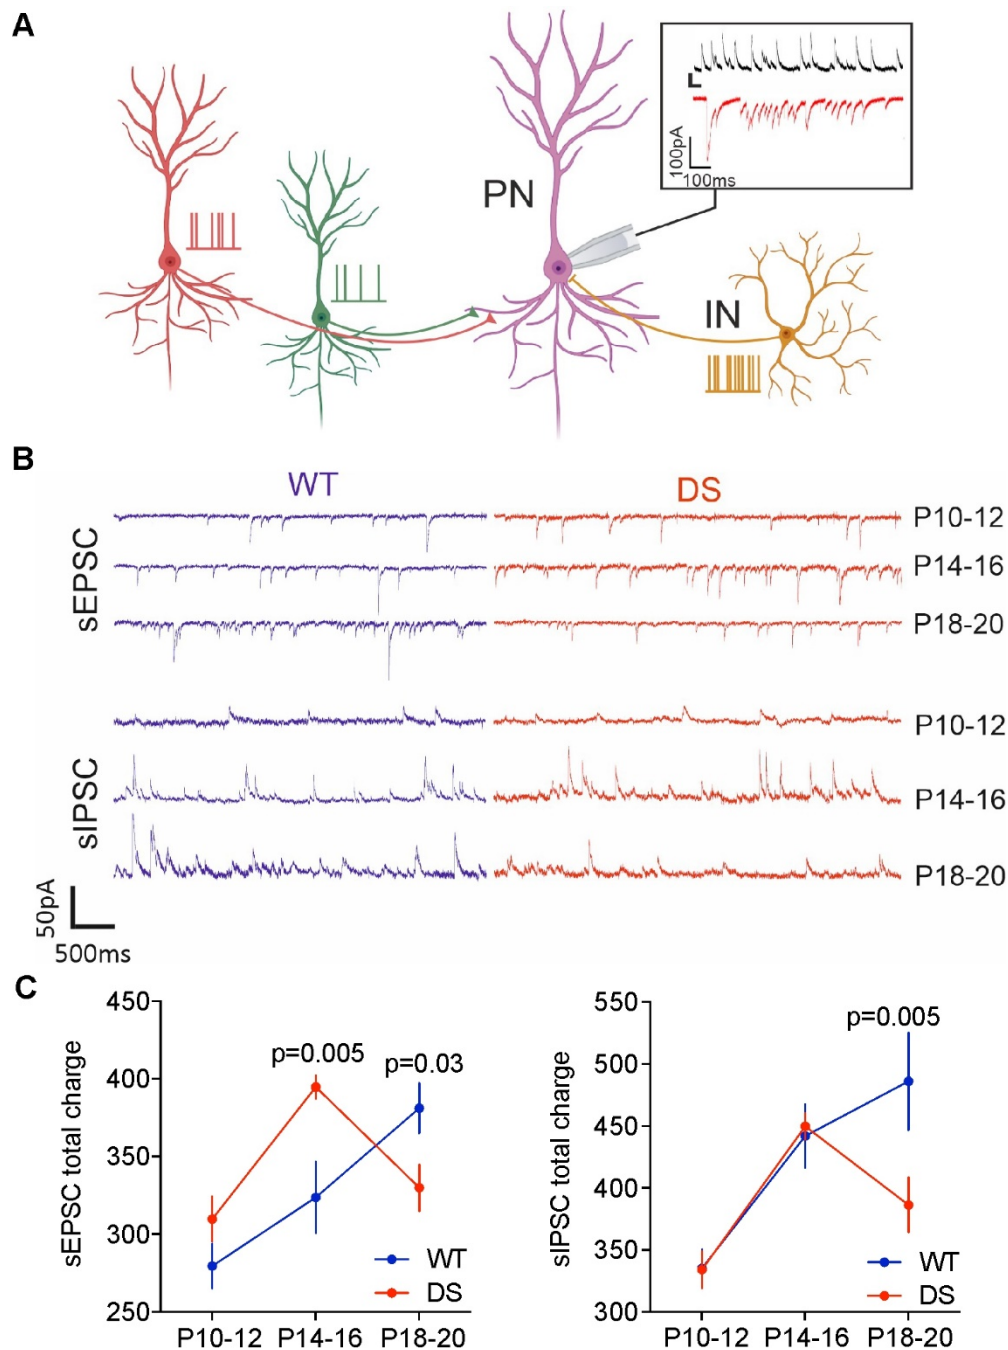 A
PN
IN
100pA
100ms
B
WT
DS
sEPSC
P10-12
P14-16
P18-20
sIPSC
P10-12
P14-16
P18-20
50pA
500ms
C
sEPSC total charge
450
400
350
300
250
p=0.005
p=0.03
WT
DS
P10-12
P14-16
P18-20
sIPSC total charge
550
500
450
400
350
300
p=0.005
WT
DS
P10-12
P14-16
P18-20